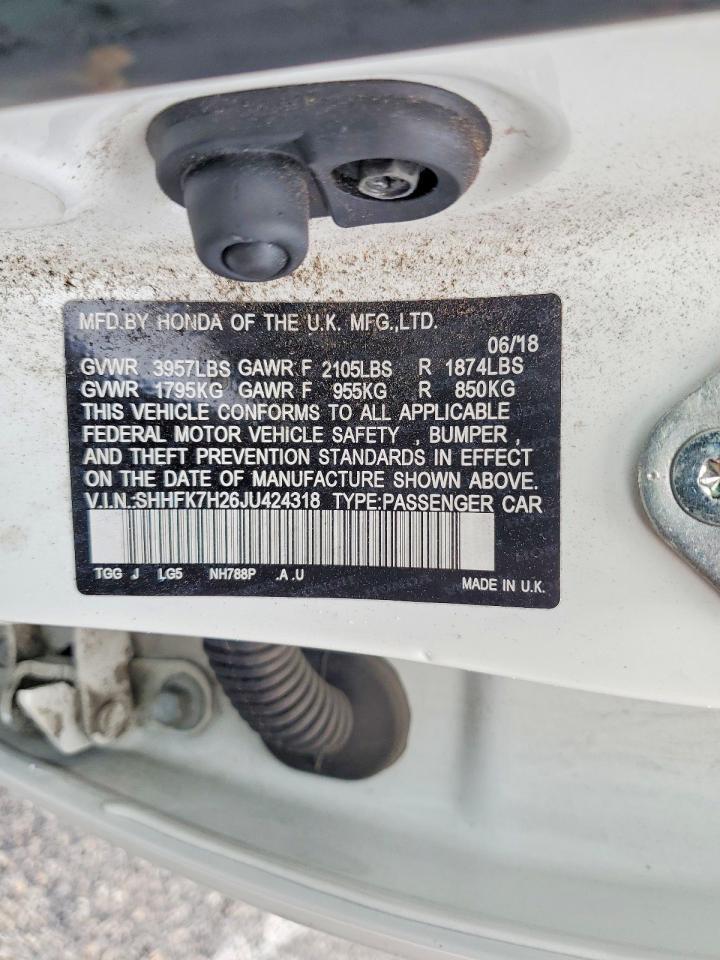 MFD.BY HONDA OF THE U.K. MFG.,LTD.
06/18
GVWR 3957LBS GAWR F 2105LBS R 1874LBS
GVWR 1795KG GAWR F 955KG R 850KG
THIS VEHICLE CONFORMS TO ALL APPLICABLE
FEDERAL MOTOR VEHICLE SAFETY , BUMPER ,
AND THEFT PREVENTION STANDARDS IN EFFECT
ON THE DATE OF MANUFACTURE SHOWN ABOVE.
V.I.N.:SHHFK7H26JU424318 TYPE:PASSENGER CAR
TGG J LG5 NH788P .A .U
MADE IN U.K.